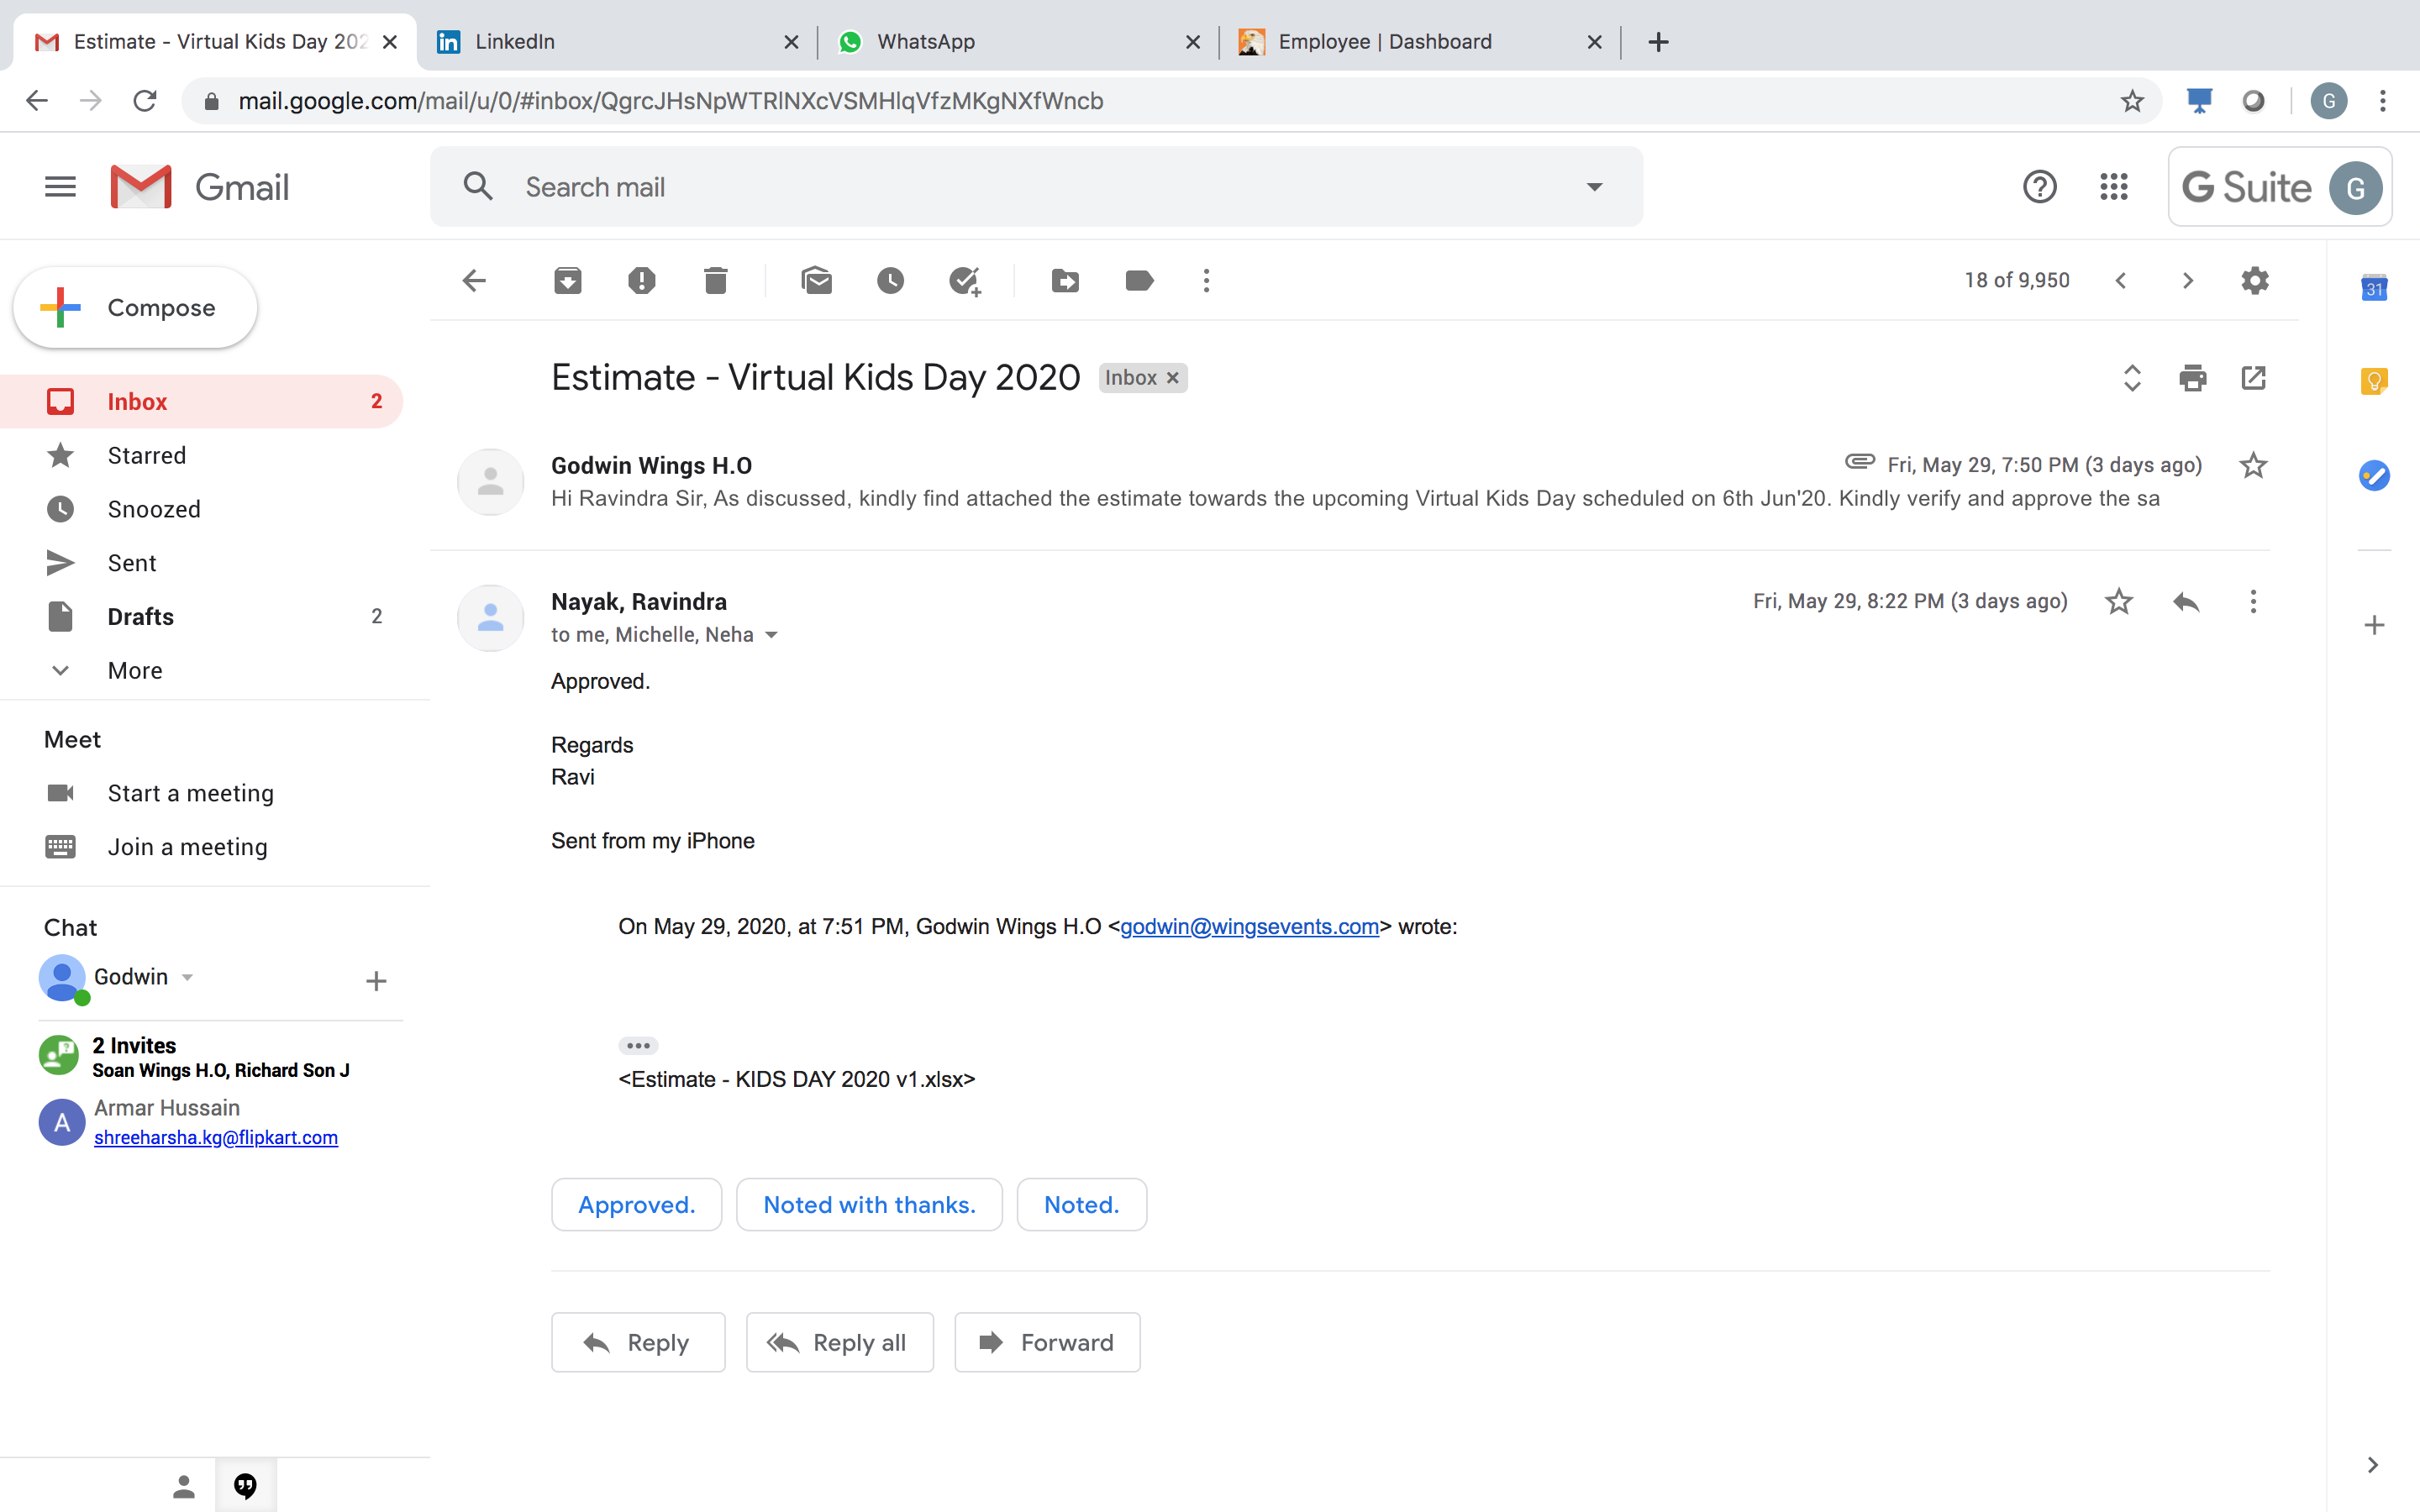 Estimate - Virtual Kids Day 202
LinkedIn
WhatsApp
Employee | Dashboard
mail.google.com/mail/u/0/#inbox/QgrcJHsNpWTRlNXcVSMHlqVfzMKgNXfWncb
G
Gmail
Search mail
G Suite
G
Compose
18 of 9,950
31
Estimate - Virtual Kids Day 2020
Inbox
Inbox 2
Starred
Snoozed
Sent
Drafts 2
More
Godwin Wings H.O
Fri, May 29, 7:50 PM (3 days ago)
Hi Ravindra Sir, As discussed, kindly find attached the estimate towards the upcoming Virtual Kids Day scheduled on 6th Jun'20. Kindly verify and approve the sa
Nayak, Ravindra
Fri, May 29, 8:22 PM (3 days ago)
to me, Michelle, Neha
Approved.
Regards
Ravi
Sent from my iPhone
On May 29, 2020, at 7:51 PM, Godwin Wings H.O <godwin@wingsevents.com> wrote:
<Estimate - KIDS DAY 2020 v1.xlsx>
Approved.
Noted with thanks.
Noted.
Reply
Reply all
Forward
Meet
Start a meeting
Join a meeting
Chat
Godwin
2 Invites
Soan Wings H.O, Richard Son J
A
Armar Hussain
shreeharsha.kg@flipkart.com